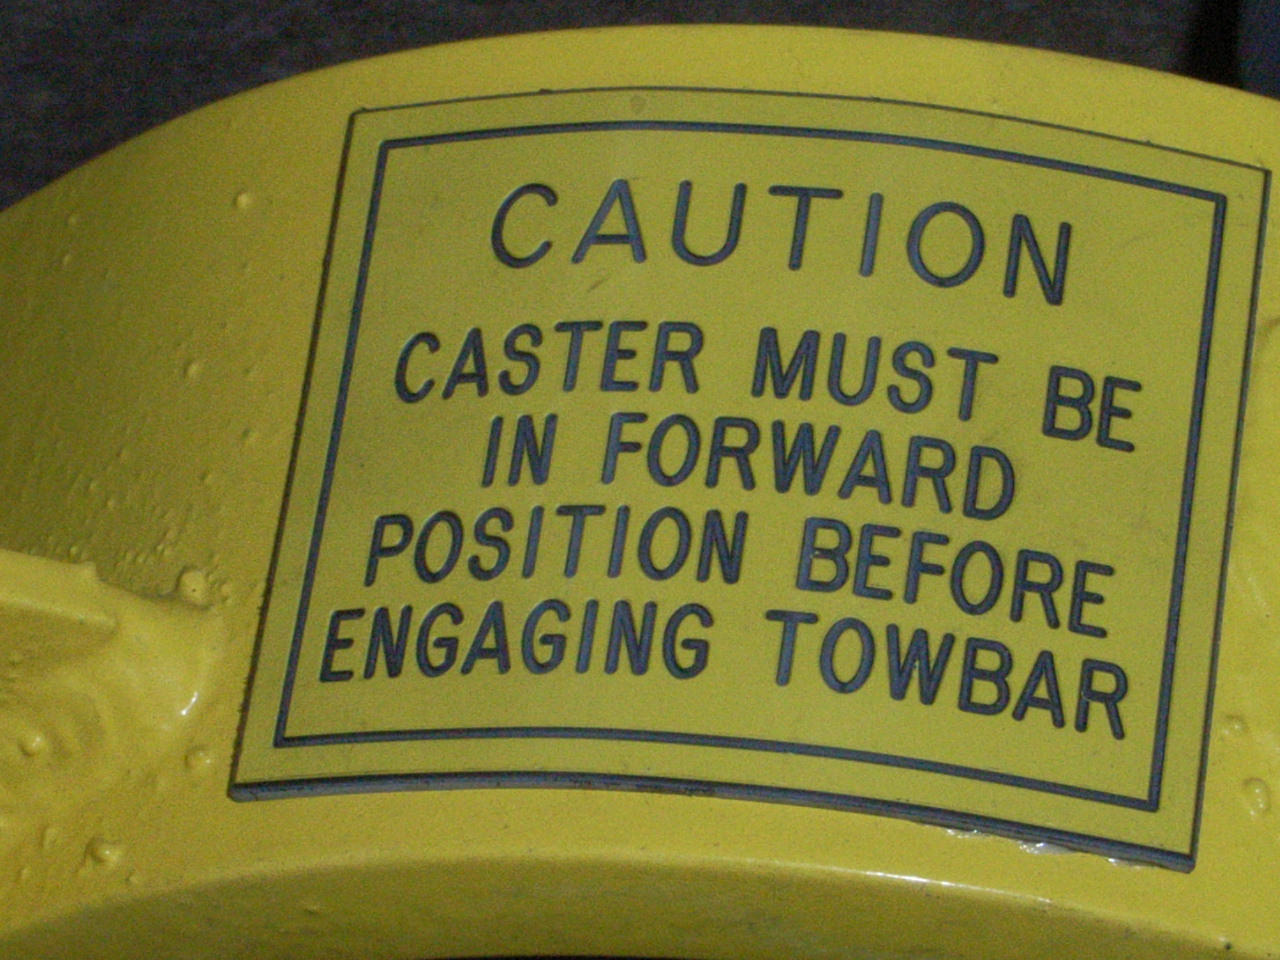 CAUTION
CASTER MUST BE
IN FORWARD
POSITION BEFORE
ENGAGING TOWBAR